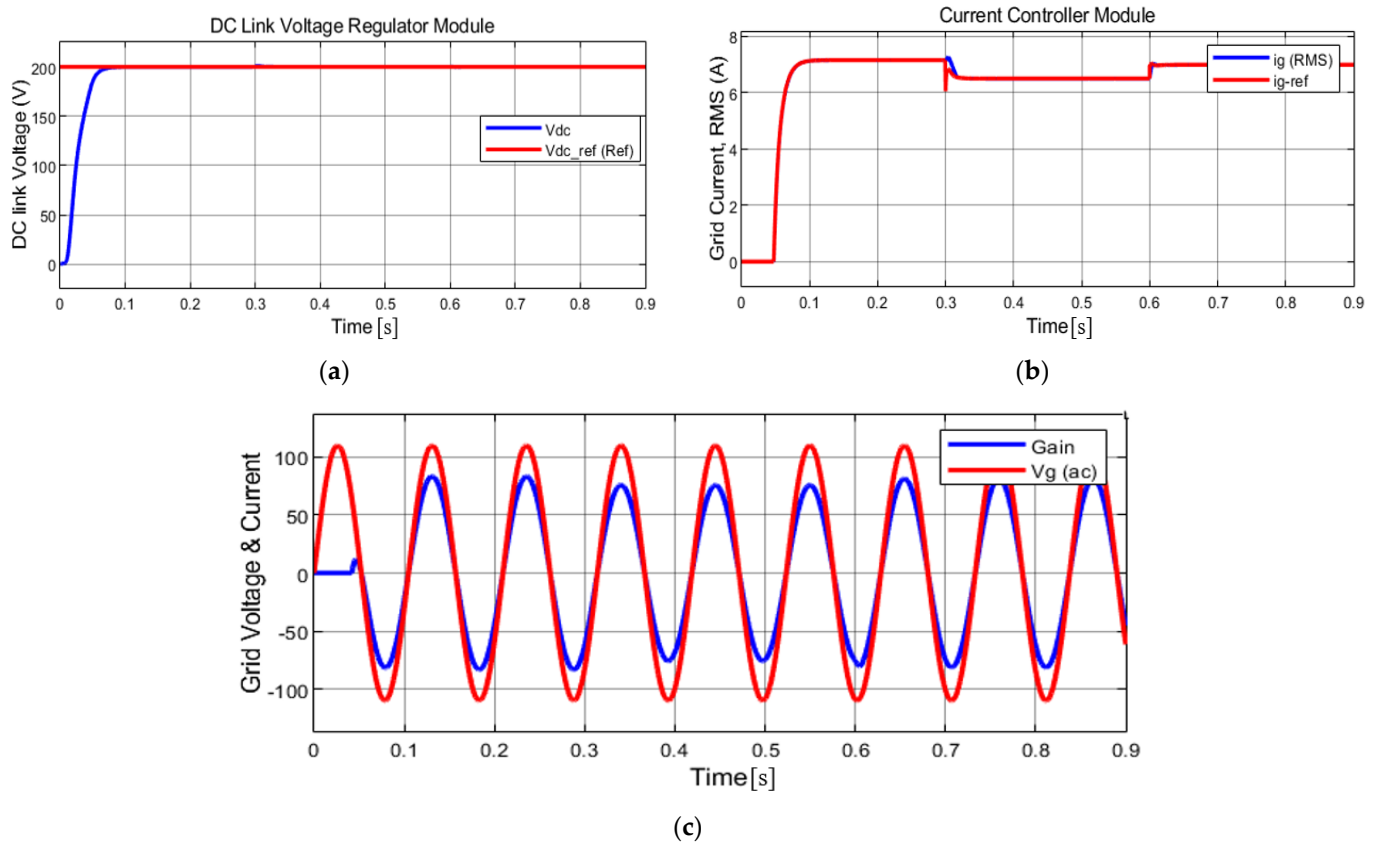 DC Link Voltage Regulator Module
DC link Voltage (V)
200
150
100
50
0
Vdc
Vdc_ref (Ref)
0 0.1 0.2 0.3 0.4 0.5 0.6 0.7 0.8 0.9
Time [s]
(a)
Current Controller Module
Grid Current, RMS (A)
8
6
4
2
0
ig (RMS)
ig-ref
0 0.1 0.2 0.3 0.4 0.5 0.6 0.7 0.8 0.9
Time [s]
(b)
Grid Voltage & Current
100
50
0
-50
-100
Gain
Vg (ac)
0 0.1 0.2 0.3 0.4 0.5 0.6 0.7 0.8 0.9
Time [s]
(c)